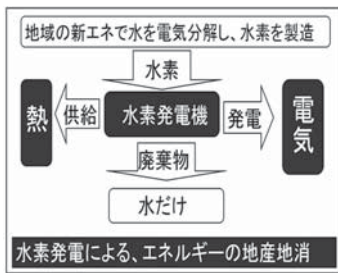 地域の新エネで水を電気分解し、水素を製造
水素
熱
供給
水素発電機
発電
電気
廃棄物
水だけ
水素発電による、エネルギーの地産地消